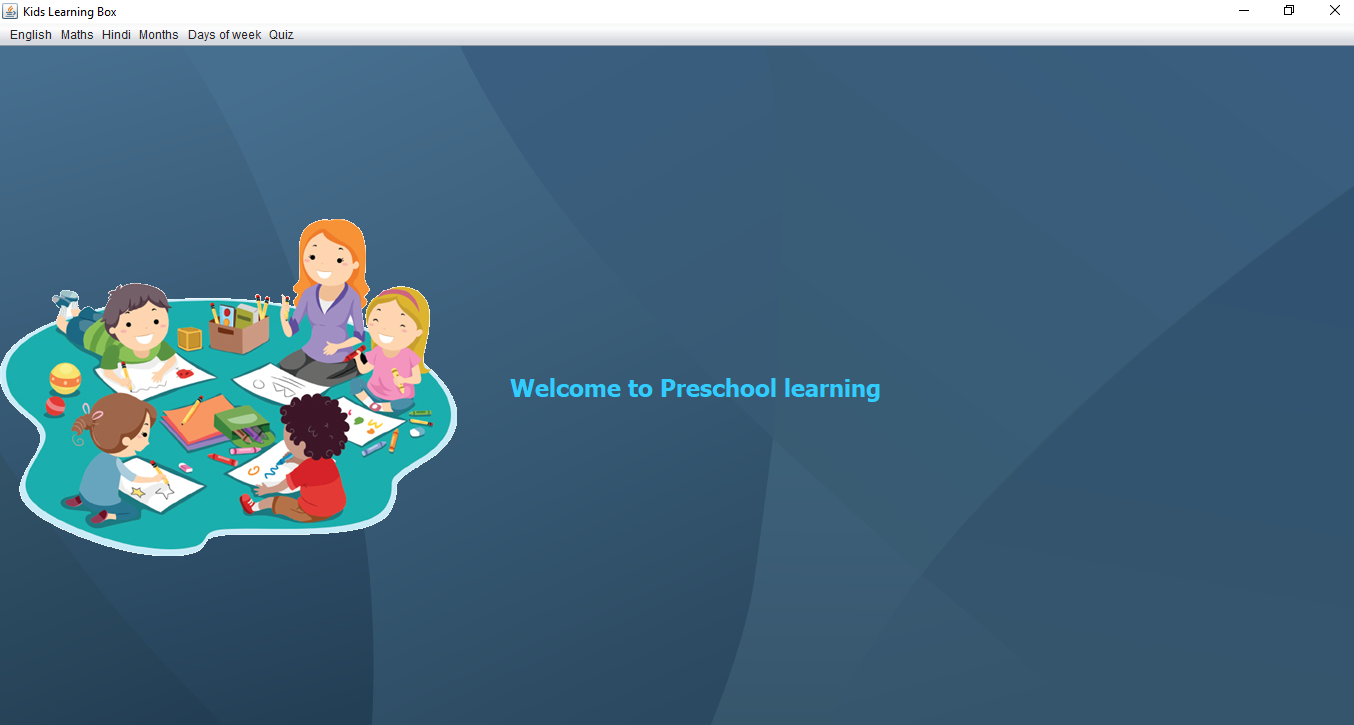 Kids Learning Box
English Maths Hindi Months Days of week Quiz
Welcome to Preschool learning